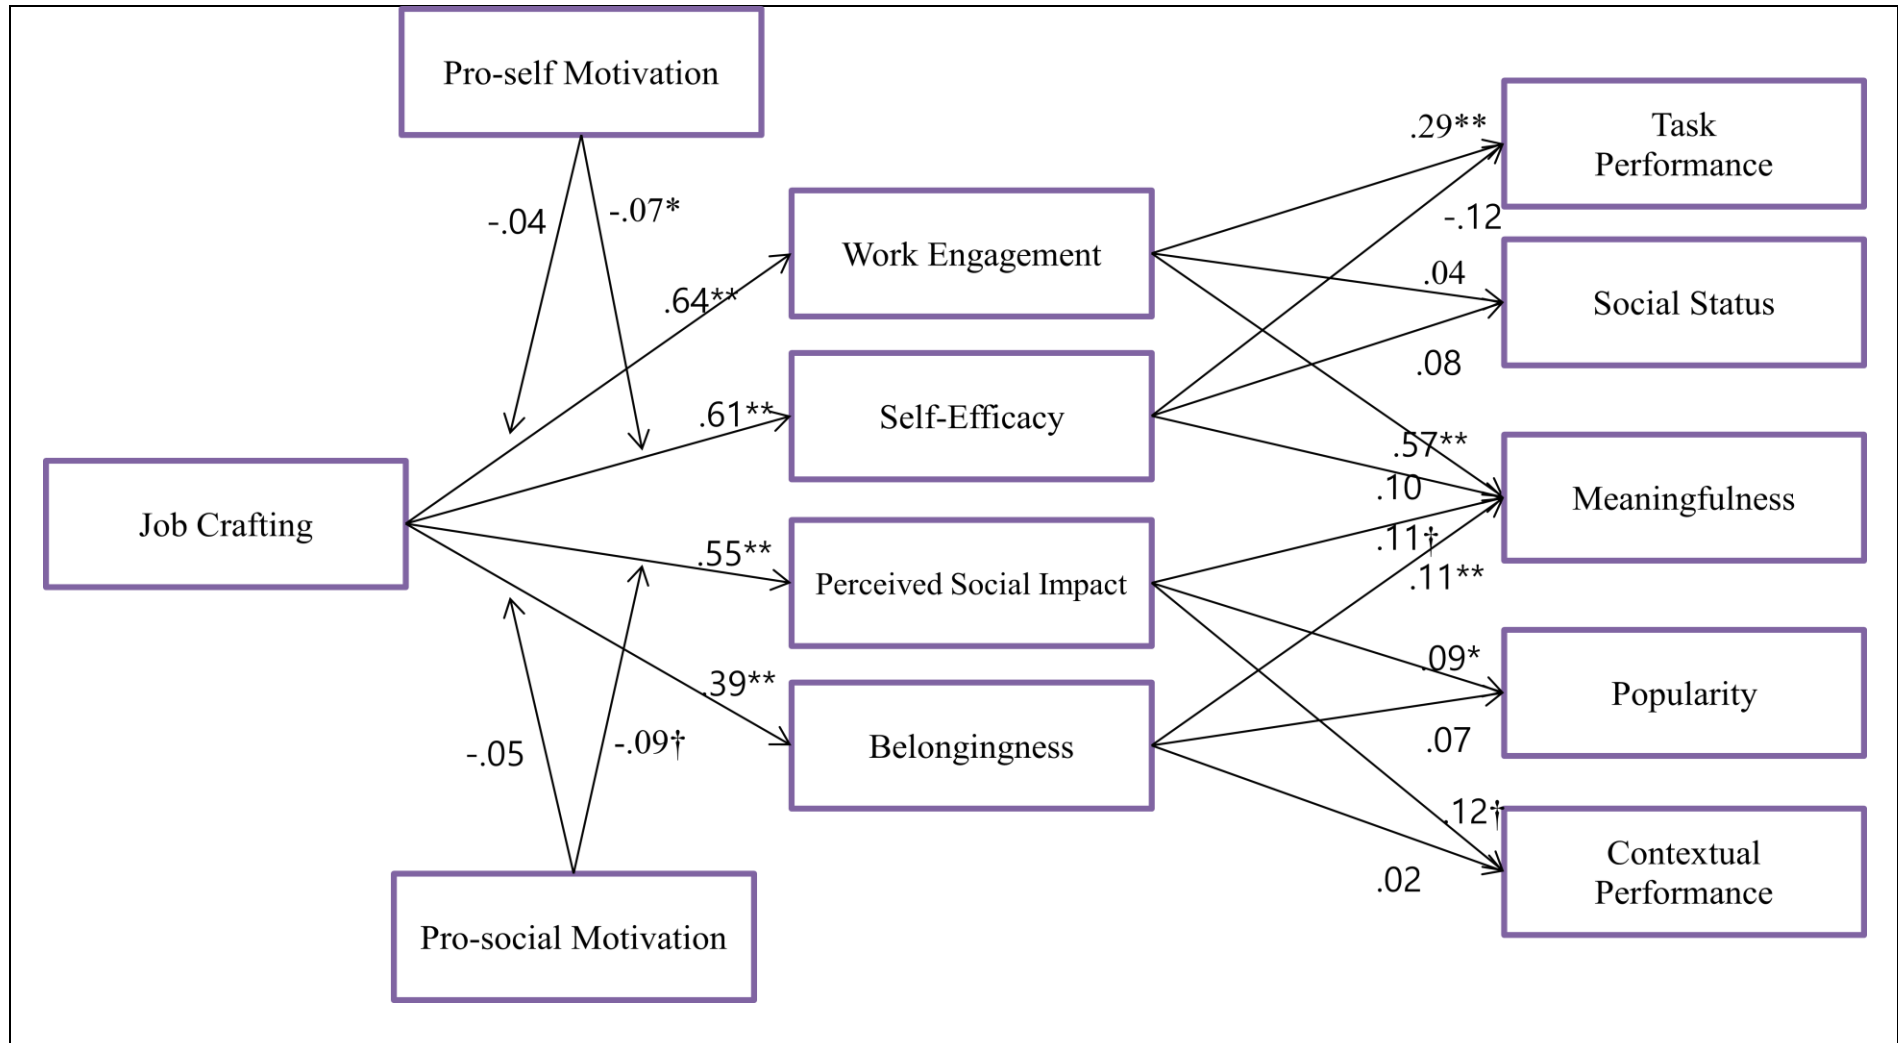 Pro-self Motivation
Task
Performance
.29**
-.04
-.07*
-.12
Work Engagement
.04
Social Status
.64**
.08
.61**
Self-Efficacy
.57**
.10
Meaningfulness
Job Crafting
.11†
.55**
Perceived Social Impact
.11**
.09*
.39**
Popularity
-.05
-.09†
Belongingness
.07
.12†
Contextual
Performance
.02
Pro-social Motivation